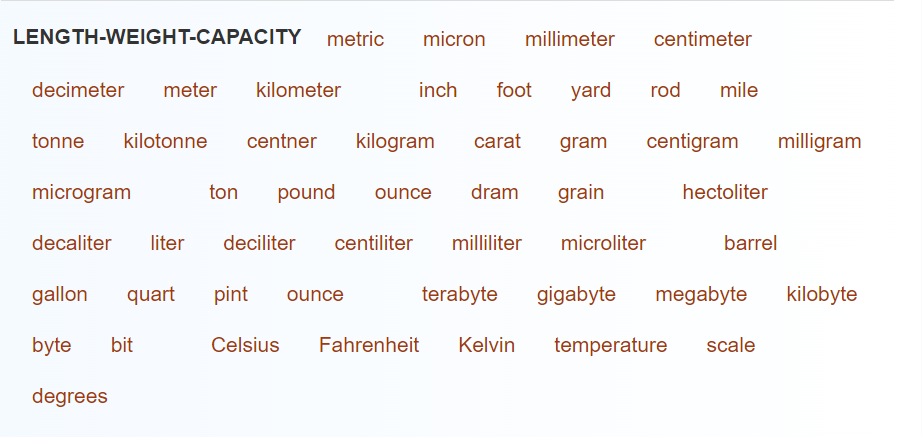 LENGTH-WEIGHT-CAPACITY metric micron millimeter centimeter
decimeter meter kilometer inch foot yard rod mile
tonne kilotonne centner kilogram carat gram centigram milligram
microgram ton pound ounce dram grain hectoliter
decaliter liter deciliter centiliter milliliter microliter barrel
gallon quart pint ounce terabyte gigabyte megabyte kilobyte
byte bit Celsius Fahrenheit Kelvin temperature scale
degrees